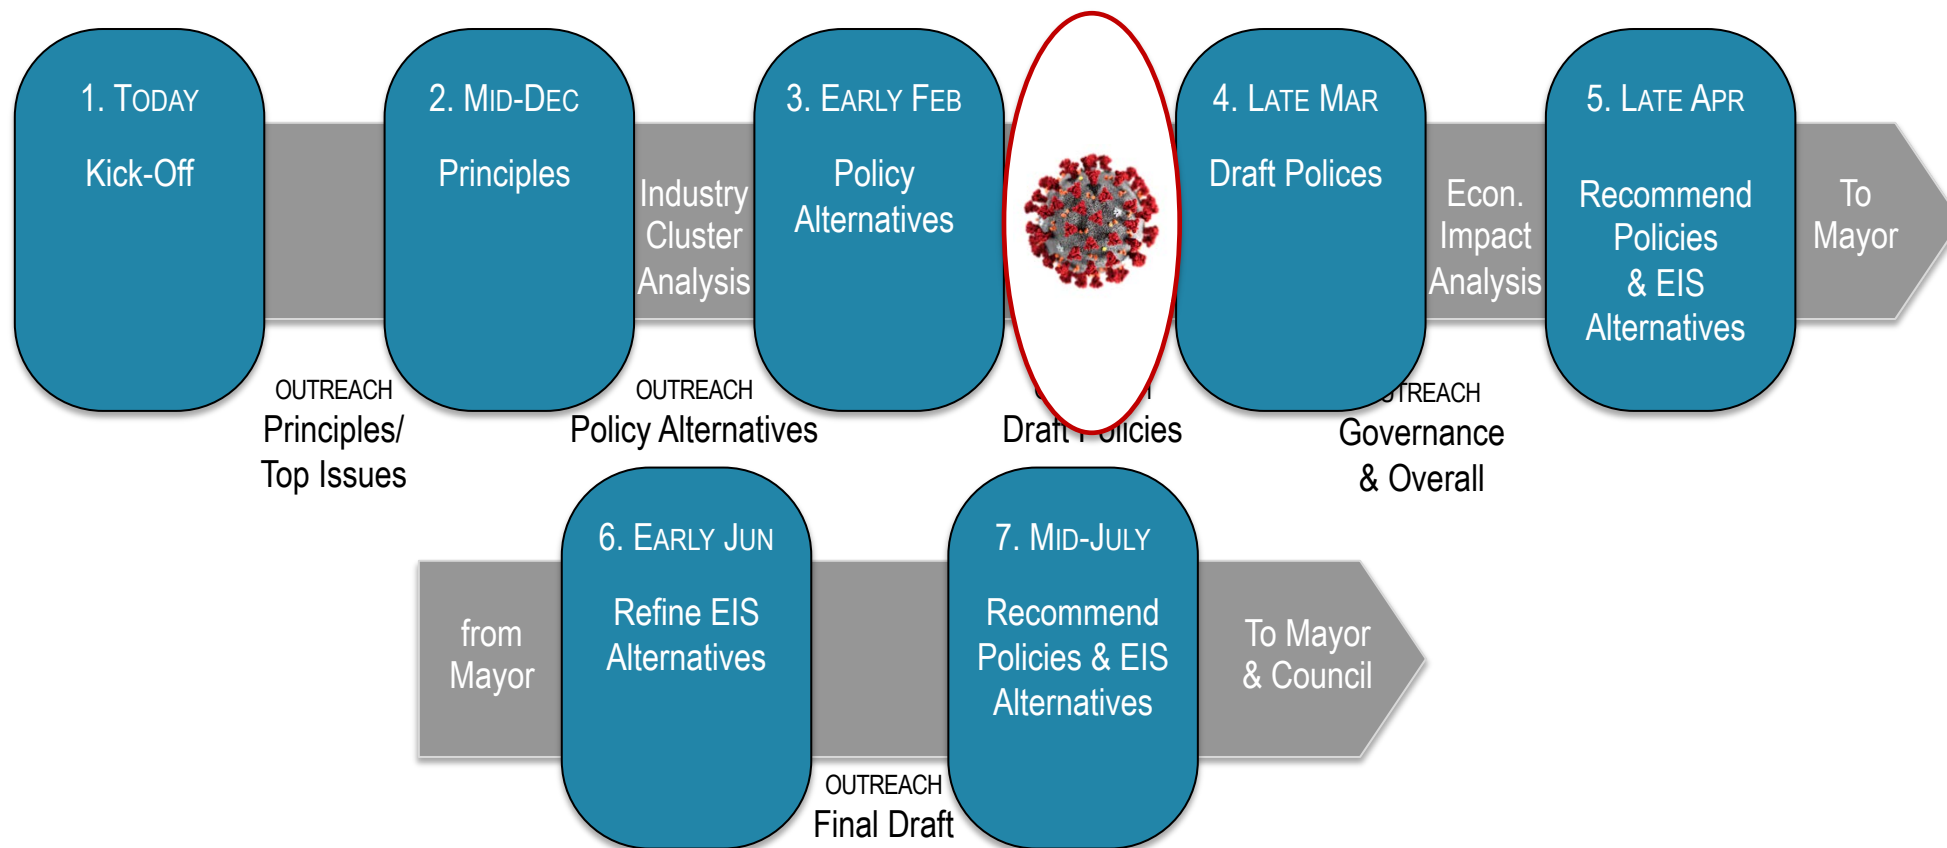 1. TODAY
Kick-Off
2. MID-DEC
Principles
Industry
Cluster
Analysis
3. EARLY FEB
Policy
Alternatives
4. LATE MAR
Draft Polices
Econ.
Impact
Analysis
5. LATE APR
Recommend
Policies
& EIS
Alternatives
To
Mayor
OUTREACH
Principles/
Top Issues
OUTREACH
Policy Alternatives
Draft Policies
OUTREACH
Governance
& Overall
from
Mayor
6. EARLY JUN
Refine EIS
Alternatives
7. MID-JULY
Recommend
Policies & EIS
Alternatives
To Mayor
& Council
OUTREACH
Final Draft